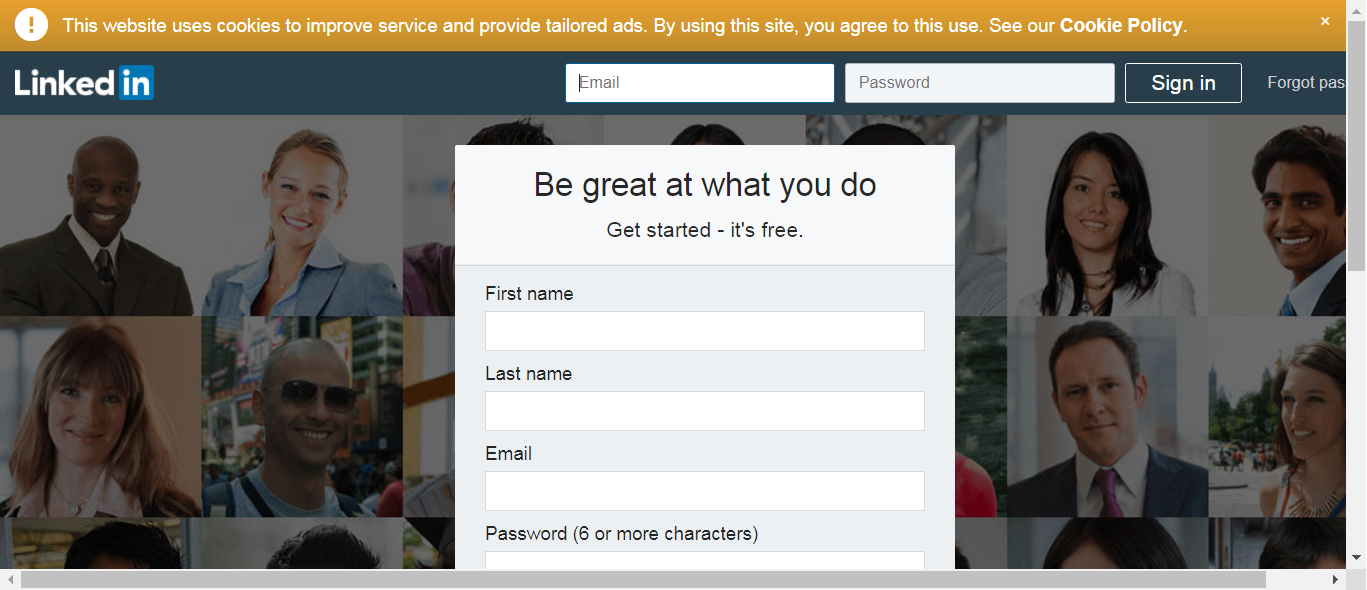 This website uses cookies to improve service and provide tailored ads. By using this site, you agree to this use. See our Cookie Policy. ×
Linked in Email Password Sign in Forgot pas
Be great at what you do
Get started - it's free.
First name
Last name
Email
Password (6 or more characters)